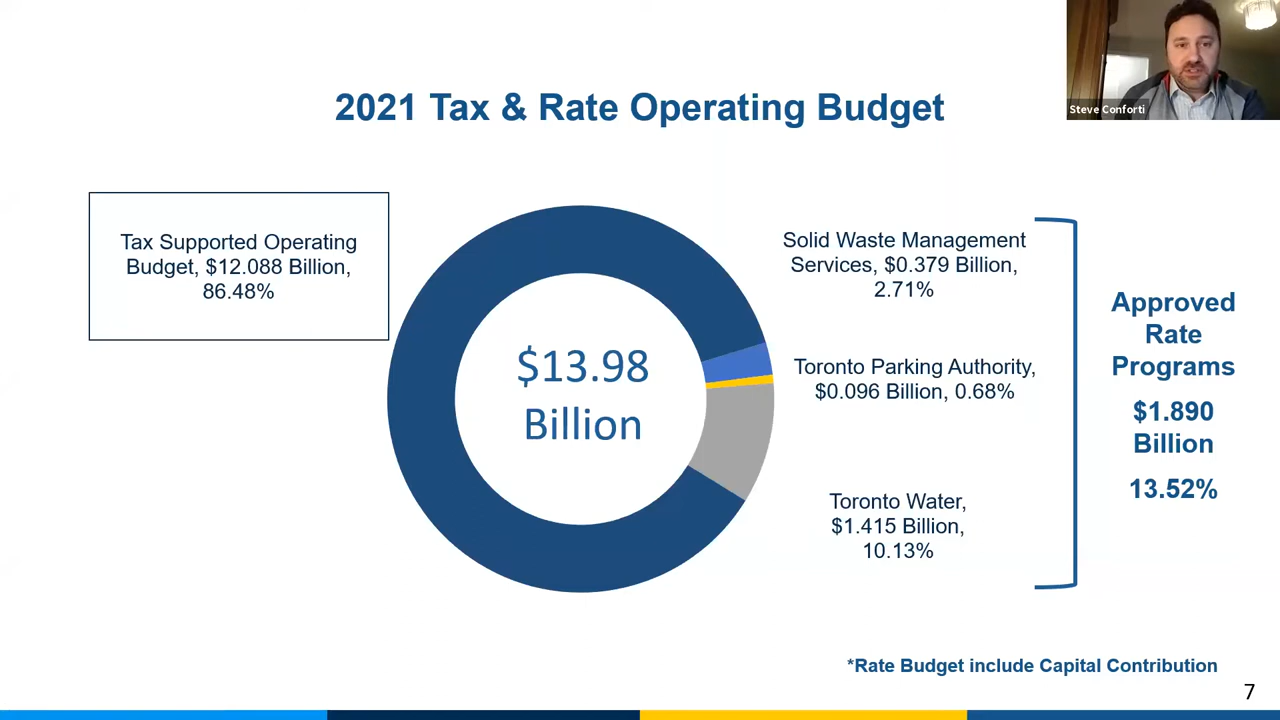 Steve Conforti
2021 Tax & Rate Operating Budget
Tax Supported Operating
Budget, $12.088 Billion,
86.48%
$13.98
Billion
Solid Waste Management
Services, $0.379 Billion,
2.71%
Toronto Parking Authority,
$0.096 Billion, 0.68%
Toronto Water,
$1.415 Billion,
10.13%
Approved
Rate
Programs
$1.890
Billion
13.52%
*Rate Budget include Capital Contribution
7